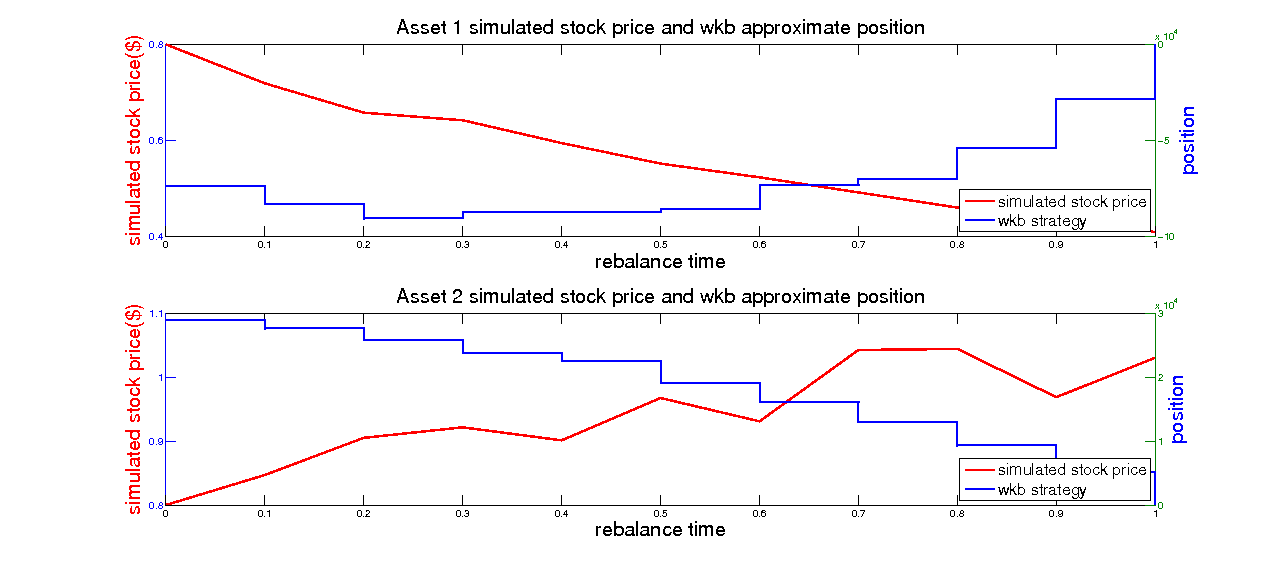 Asset 1 simulated stock price and wkb approximate position
x 10^4
0.8
0.6
0.4
simulated stock price($)
0
-5
-10
position
simulated stock price
wkb strategy
0 0.1 0.2 0.3 0.4 0.5 0.6 0.7 0.8 0.9 1
rebalance time
Asset 2 simulated stock price and wkb approximate position
x 10^4
1.1
1
0.9
0.8
simulated stock price($)
3
2
1
0
position
simulated stock price
wkb strategy
0 0.1 0.2 0.3 0.4 0.5 0.6 0.7 0.8 0.9 1
rebalance time